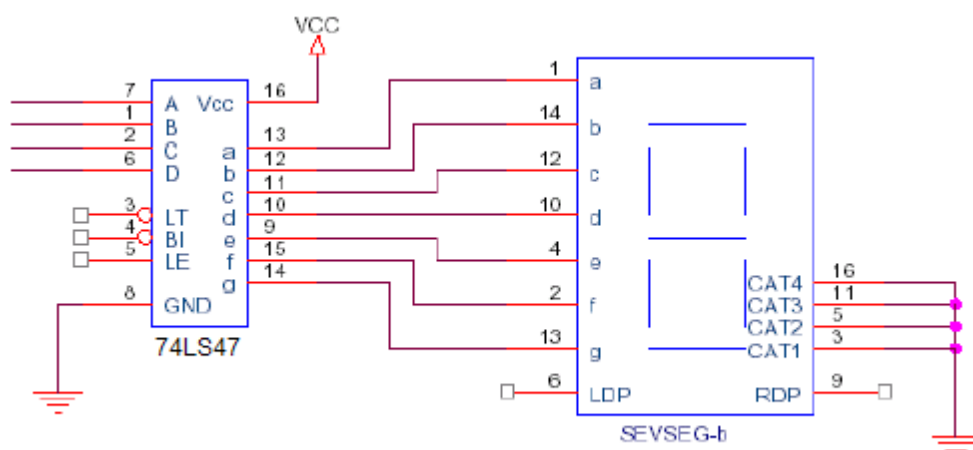 VCC
7 A Vcc 16
1 B
2 C a 13
6 D b 12
c 11
3 LT d 10
4 BI e 9
5 LE f 15
g 14
8 GND
74LS47
1 a
14 b
12 c
10 d
4 e
2 f
13 g
CAT4 16
CAT3 11
CAT2 5
CAT1 3
6 LDP RDP 9
SEVSEG-b